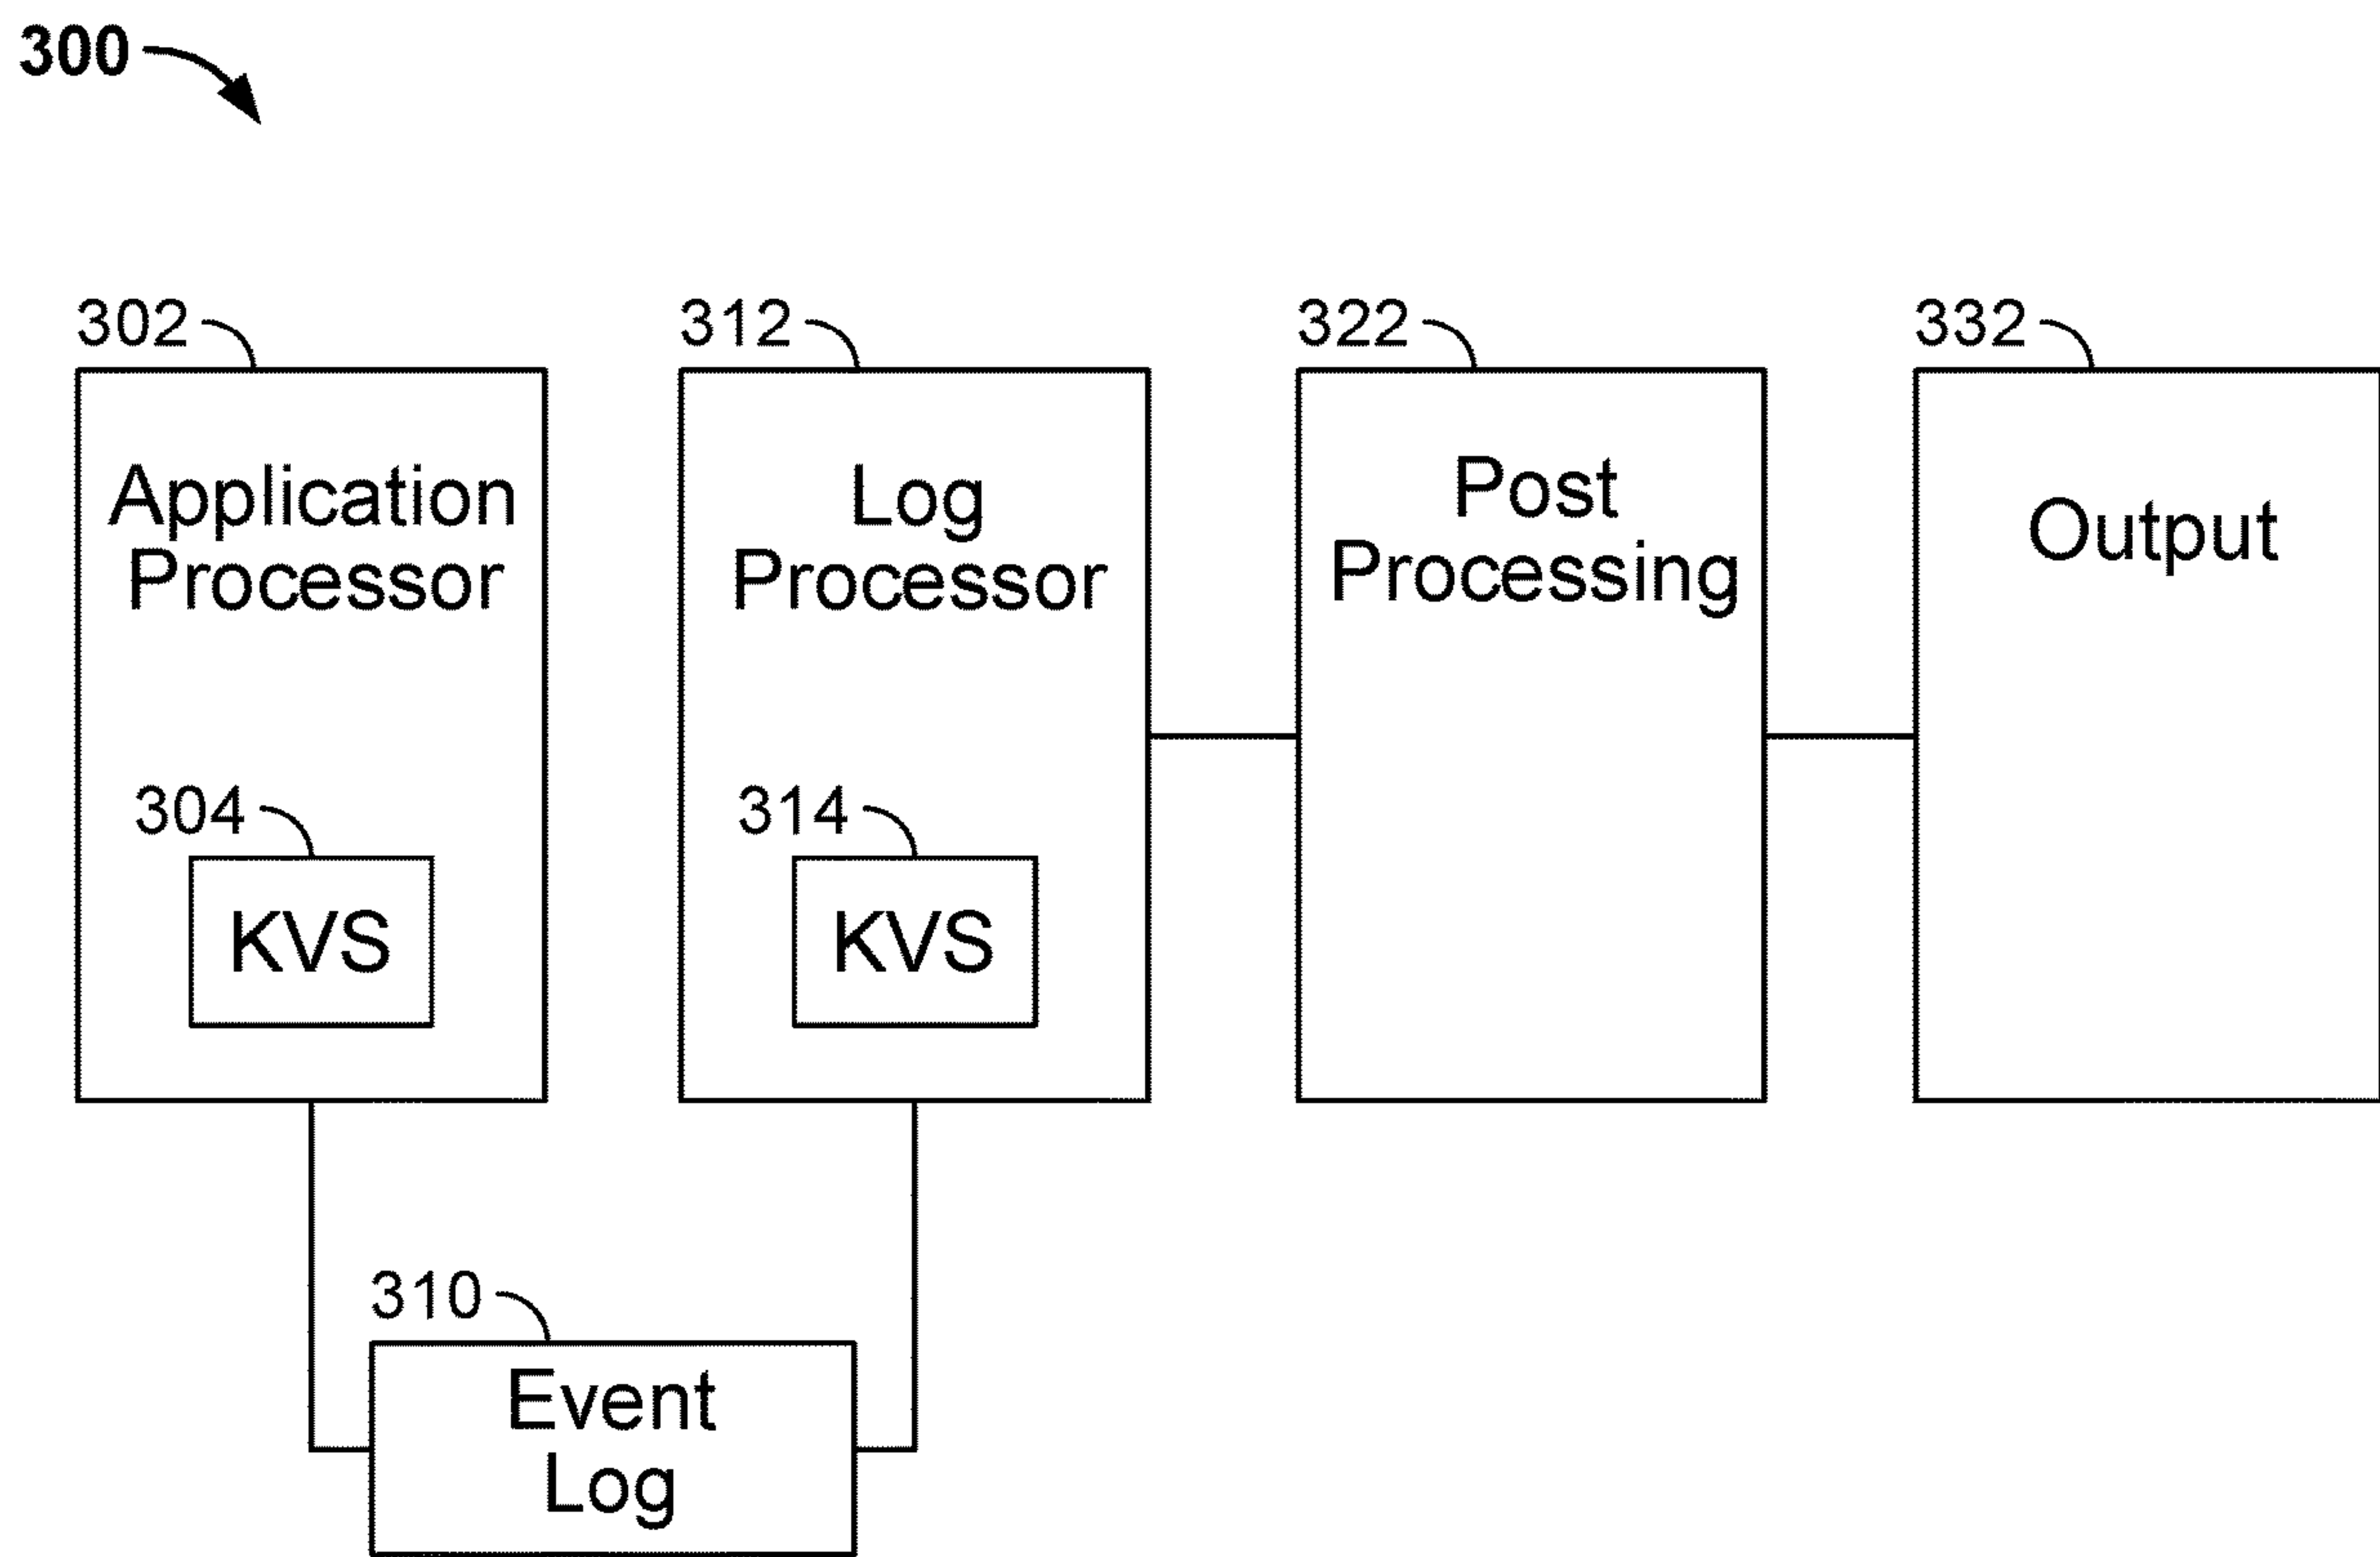 300
302
Application
Processor
304
KVS
312
Log
Processor
314
KVS
322
Post
Processing
332
Output
310
Event
Log